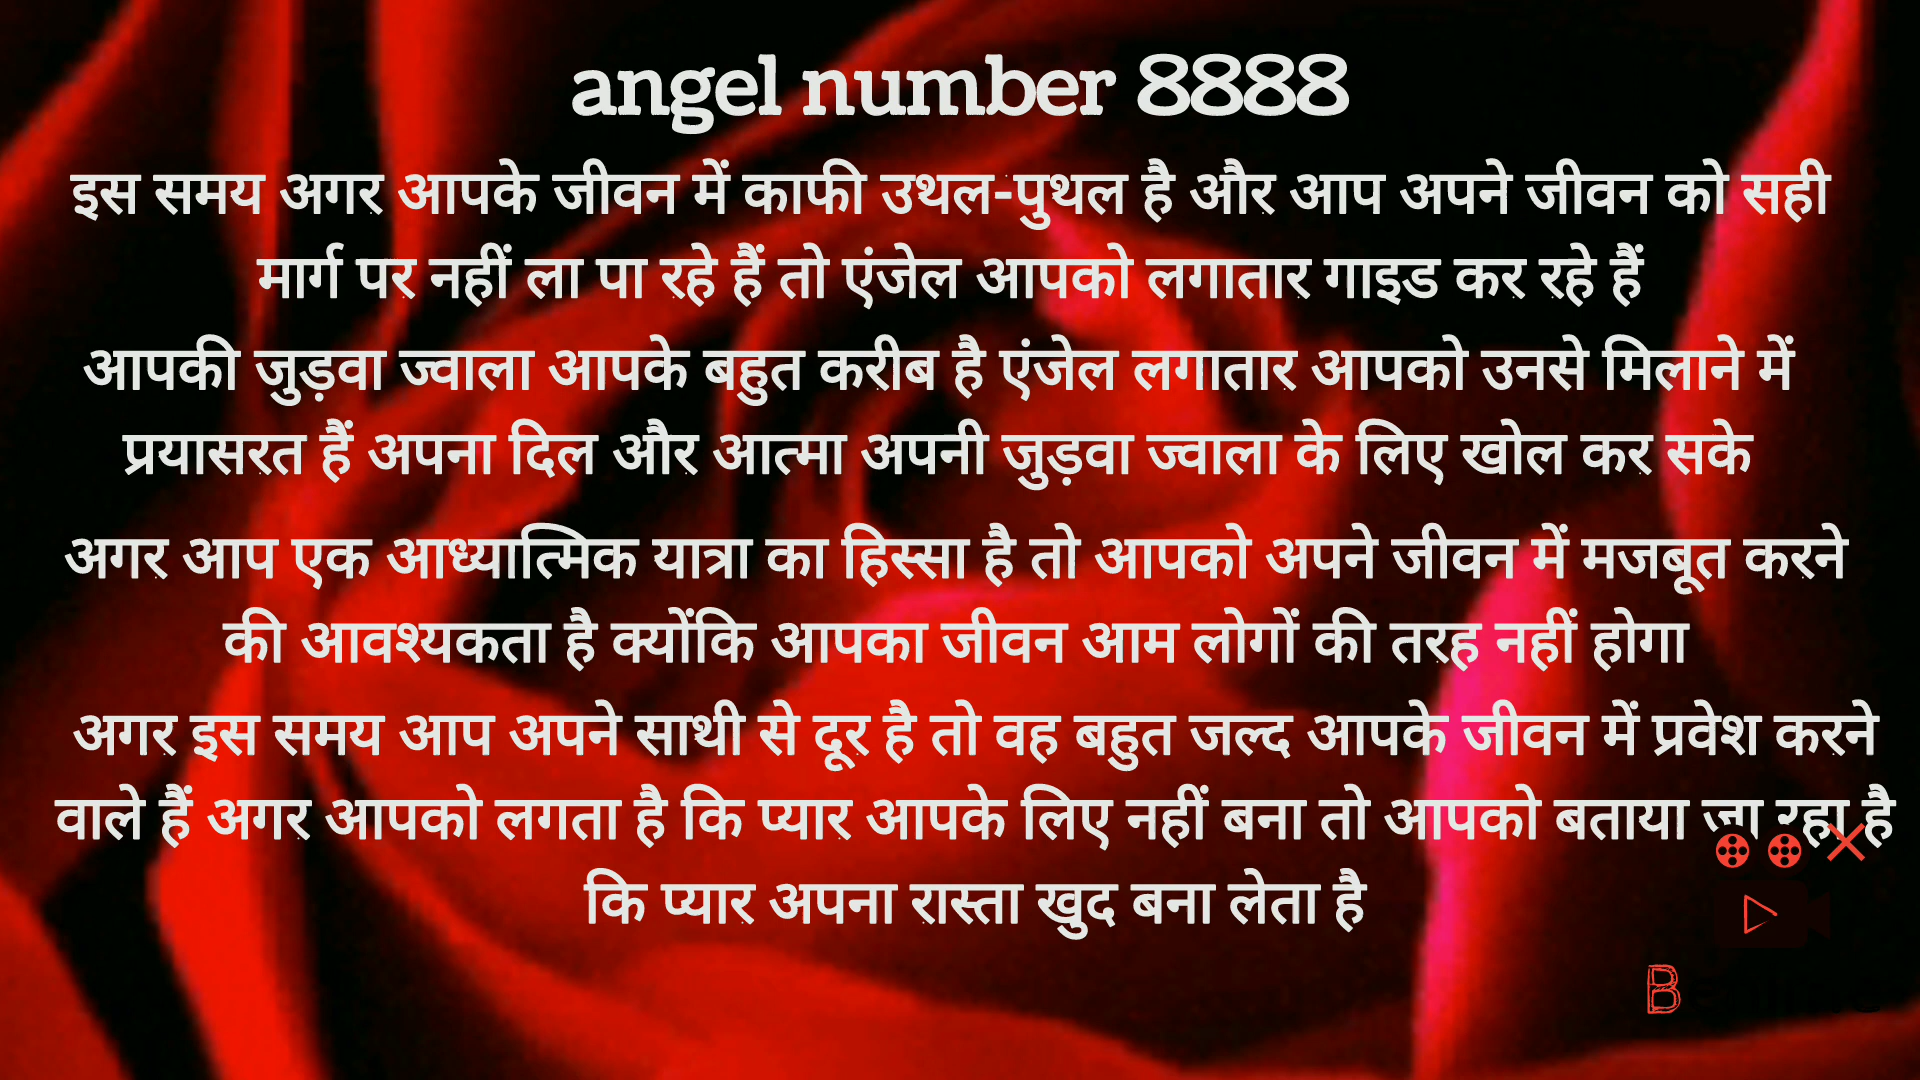 angel number 8888
इस समय अगर आपके जीवन में काफी उथल-पुथल है और आप अपने जीवन को सही
मार्ग पर नहीं ला पा रहे हैं तो एंजेल आपको लगातार गाइड कर रहे हैं
आपकी जुड़वा ज्वाला आपके बहुत करीब है एंजेल लगातार आपको उनसे मिलाने में
प्रयासरत हैं अपना दिल और आत्मा अपनी जुड़वा ज्वाला के लिए खोल कर सके
अगर आप एक आध्यात्मिक यात्रा का हिस्सा है तो आपको अपने जीवन में मजबूत करने
की आवश्यकता है क्योंकि आपका जीवन आम लोगों की तरह नहीं होगा
अगर इस समय आप अपने साथी से दूर है तो वह बहुत जल्द आपके जीवन में प्रवेश करने
वाले हैं अगर आपको लगता है कि प्यार आपके लिए नहीं बना तो आपको बताया जा रहा है
कि प्यार अपना रास्ता खुद बना लेता है
B